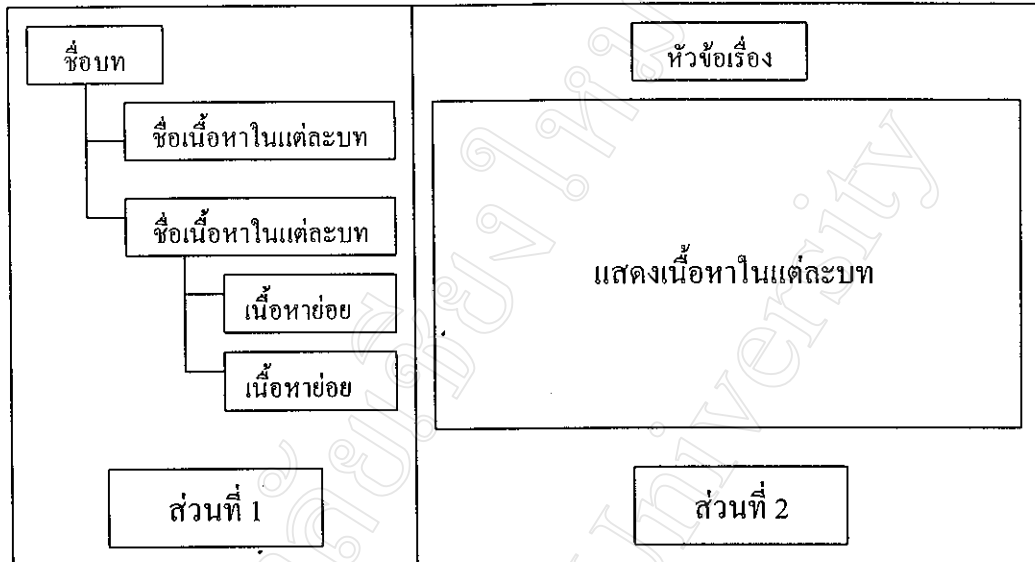 ชื่อบท
ชื่อเนื้อหาในแต่ละบท
ชื่อเนื้อหาในแต่ละบท
เนื้อหาย่อย
เนื้อหาย่อย
ส่วนที่ 1
หัวข้อเรื่อง
แสดงเนื้อหาในแต่ละบท
ส่วนที่ 2
University